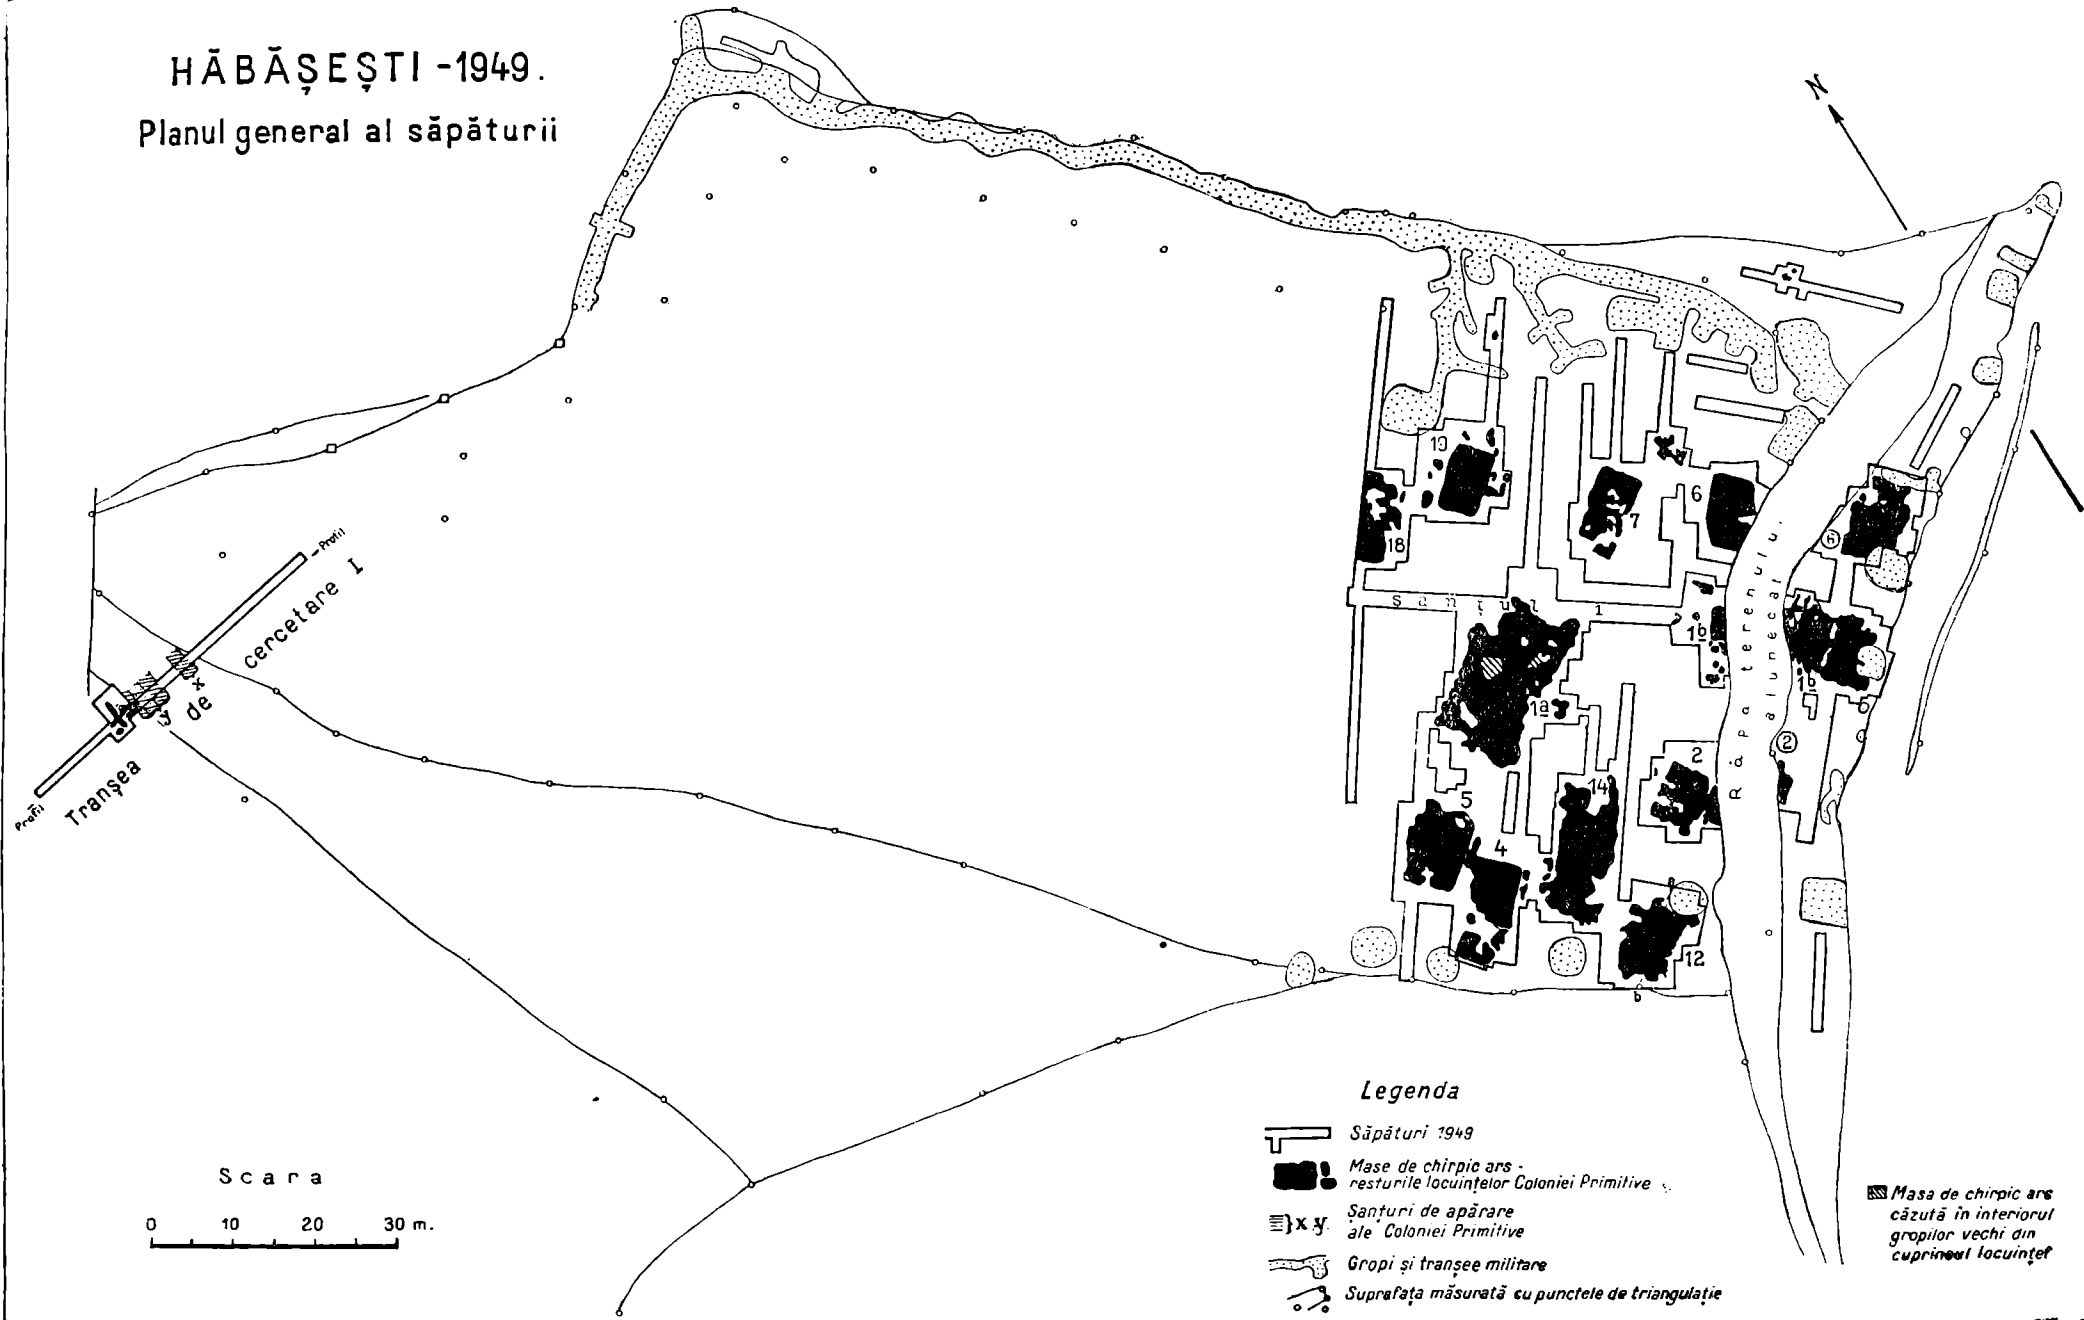 HĂBĂȘEȘTI -1949.
Planul general al săpăturii
N
19
18
7
6
6
Șanțul 1
1b
1b
1a
2
2
14
5
4
12
b
Râpa terenului
alunecat
Profil
Transea de cercetare I
x
y
Profil
Scara
0 10 20 30 m.
Legenda
Săpături 1949
Mase de chirpic ars -
resturile locuințelor Coloniei Primitive
x y Șanțuri de apărare
ale Coloniei Primitive
Gropi și tranșee militare
Suprafața măsurată cu punctele de triangulație
Masa de chirpic ars
căzută în interiorul
gropilor vechi din
cuprinsul locuinței